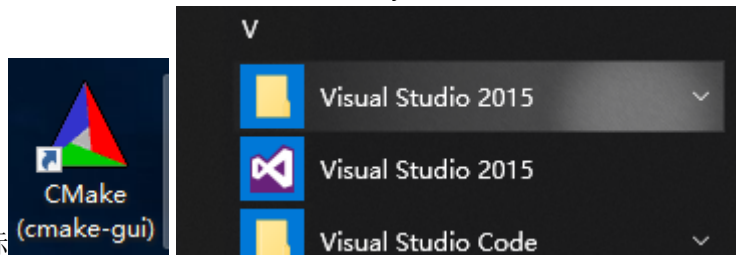 V
Visual Studio 2015
Visual Studio 2015
Visual Studio Code
CMake
(cmake-gui)